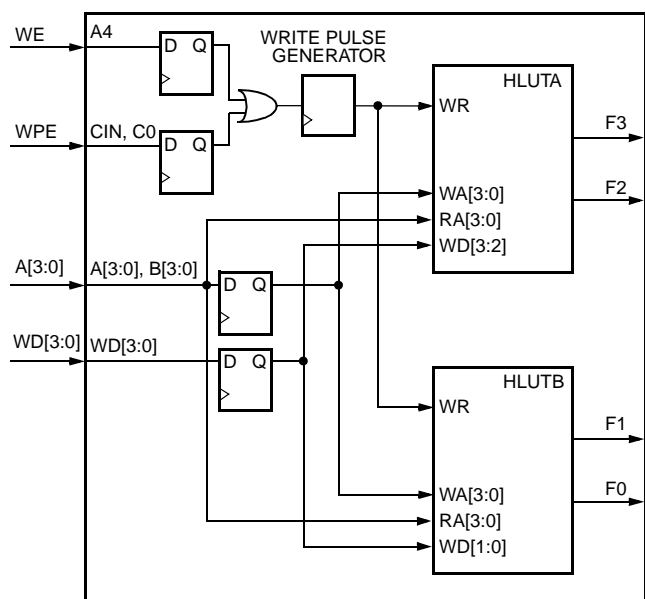 WE
A4
D Q
WRITE PULSE
GENERATOR
HLUTA
WR
F3
WPE
CIN, C0
D Q
F2
WA[3:0]
RA[3:0]
WD[3:2]
A[3:0]
A[3:0], B[3:0]
D Q
WD[3:0]
WD[3:0]
D Q
HLUTB
WR
F1
F0
WA[3:0]
RA[3:0]
WD[1:0]